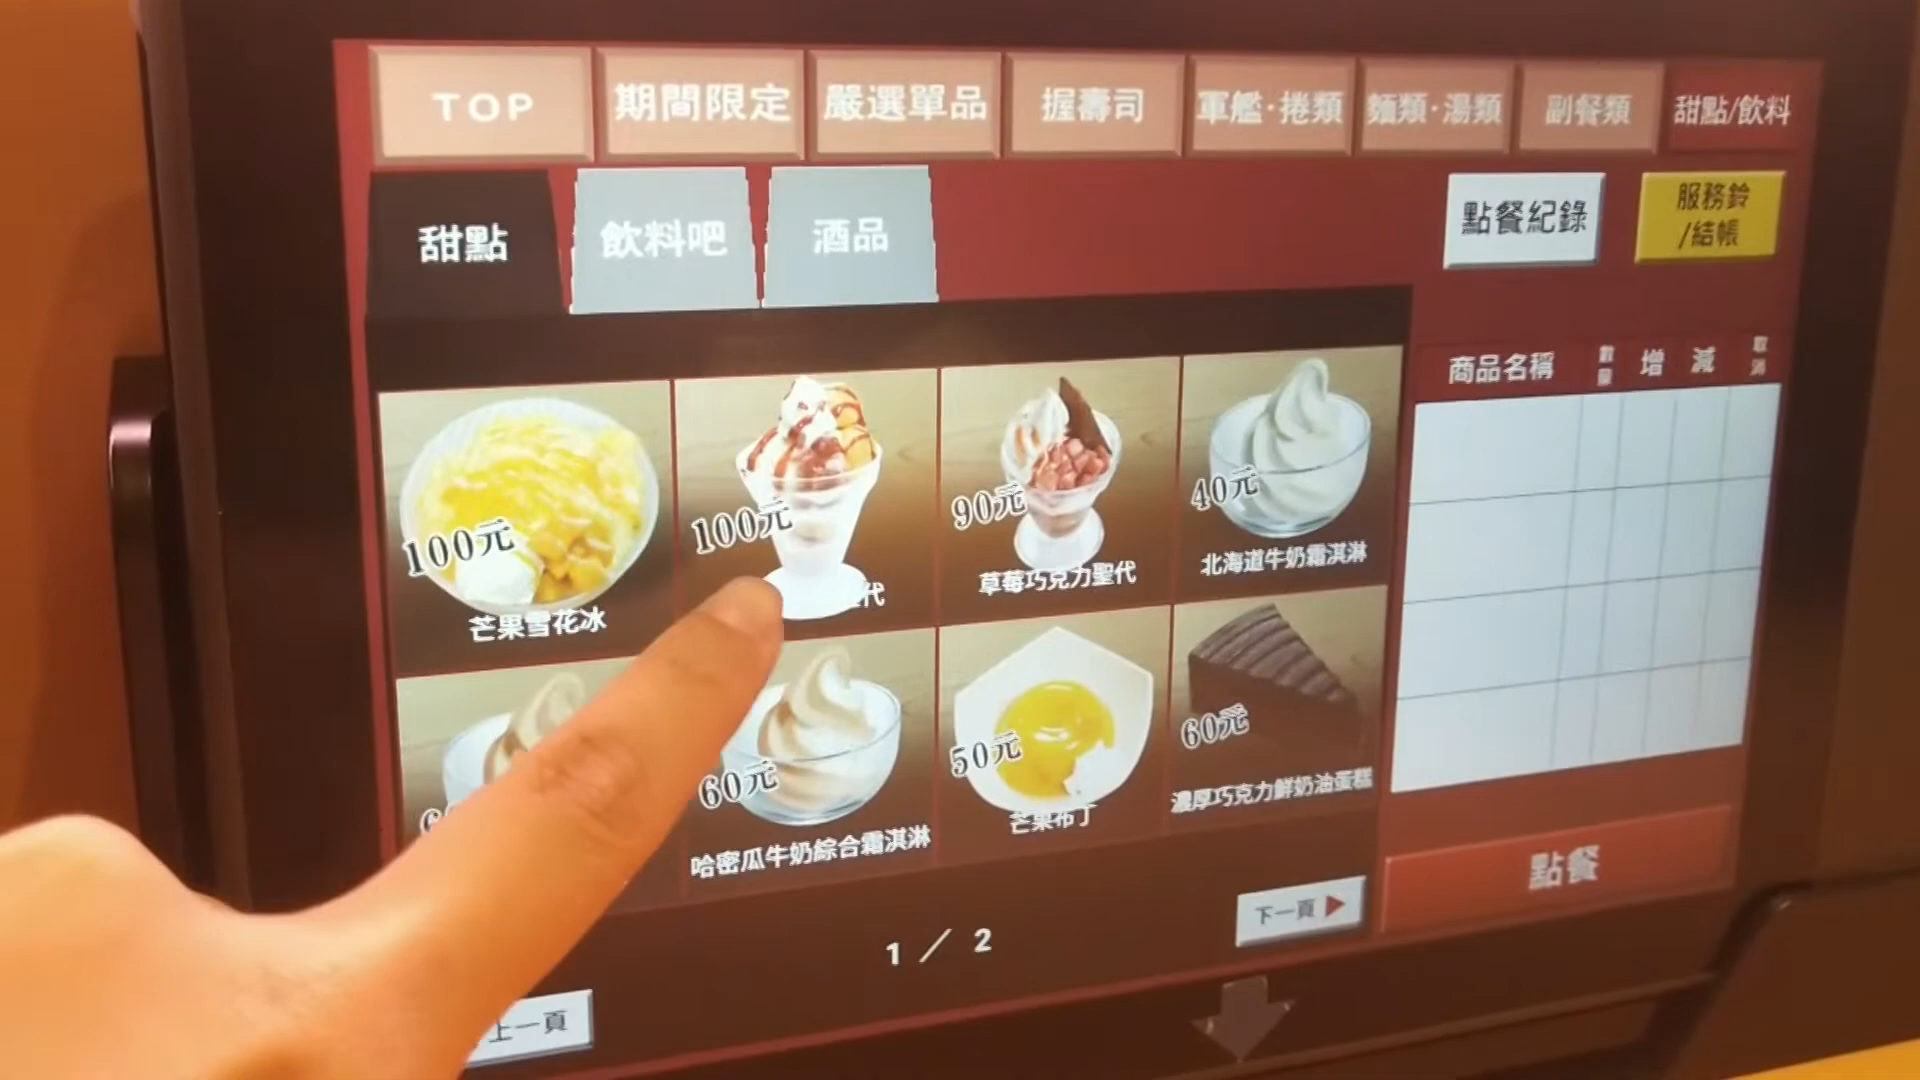 TOP
期間限定
嚴選單品
握壽司
軍艦·捲類
麵類·湯類
副餐類
甜點/飲料
甜點
飲料吧
酒品
點餐紀錄
服務鈴
/結帳
商品名稱
數量
增
減
取消
100元
芒果雪花冰
100元
代
90元
草莓巧克力聖代
40元
北海道牛奶霜淇淋
60元
哈密瓜牛奶綜合霜淇淋
50元
芒果布丁
60元
濃厚巧克力鮮奶油蛋糕
點餐
下一頁
1 / 2
上一頁